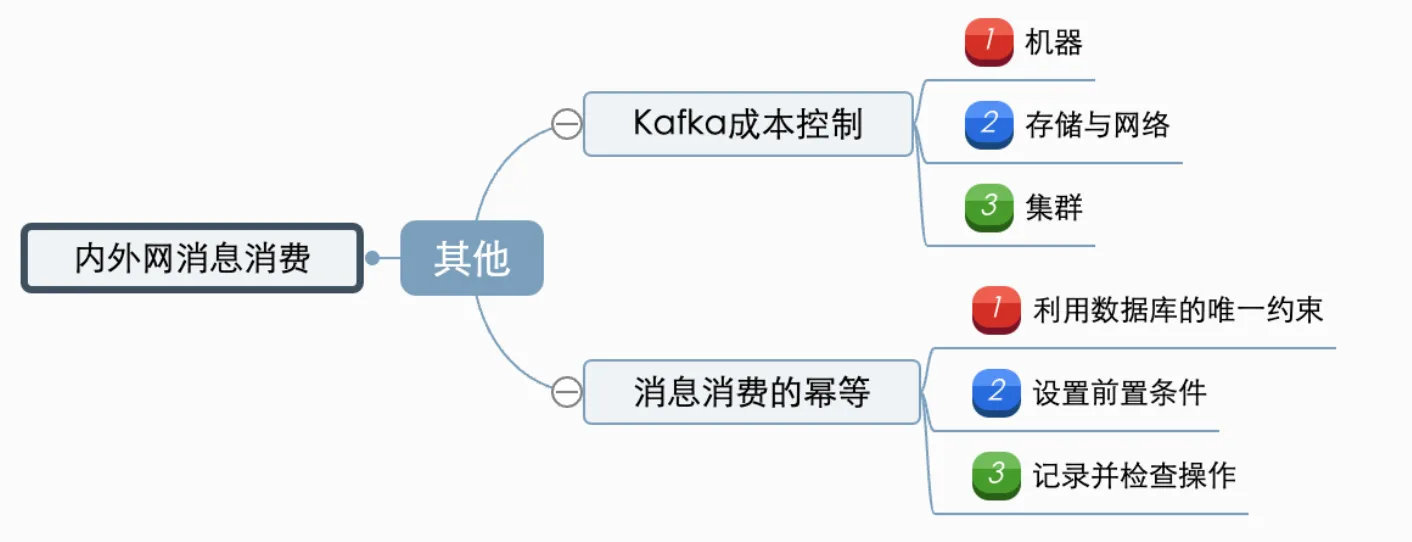 内外网消息消费
其他
Kafka成本控制
1 机器
2 存储与网络
3 集群
消息消费的幂等
1 利用数据库的唯一约束
2 设置前置条件
3 记录并检查操作